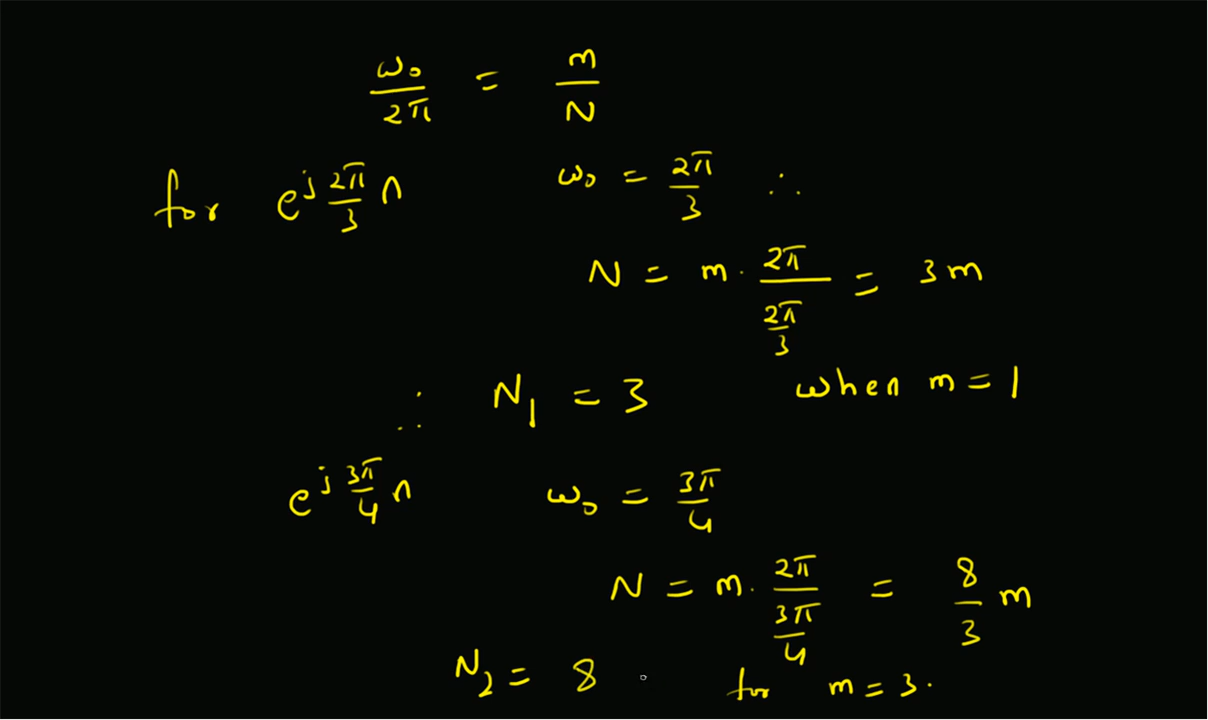 ω₀/2π = m/N
for e^{j 2π/3 n} ω₀ = 2π/3 ∴
N = m · 2π/(2π/3) = 3m
∴ N₁ = 3 when m = 1
e^{j 3π/4 n} ω₀ = 3π/4
N = m · 2π/(3π/4) = 8/3 m
N₂ = 8 for m = 3.